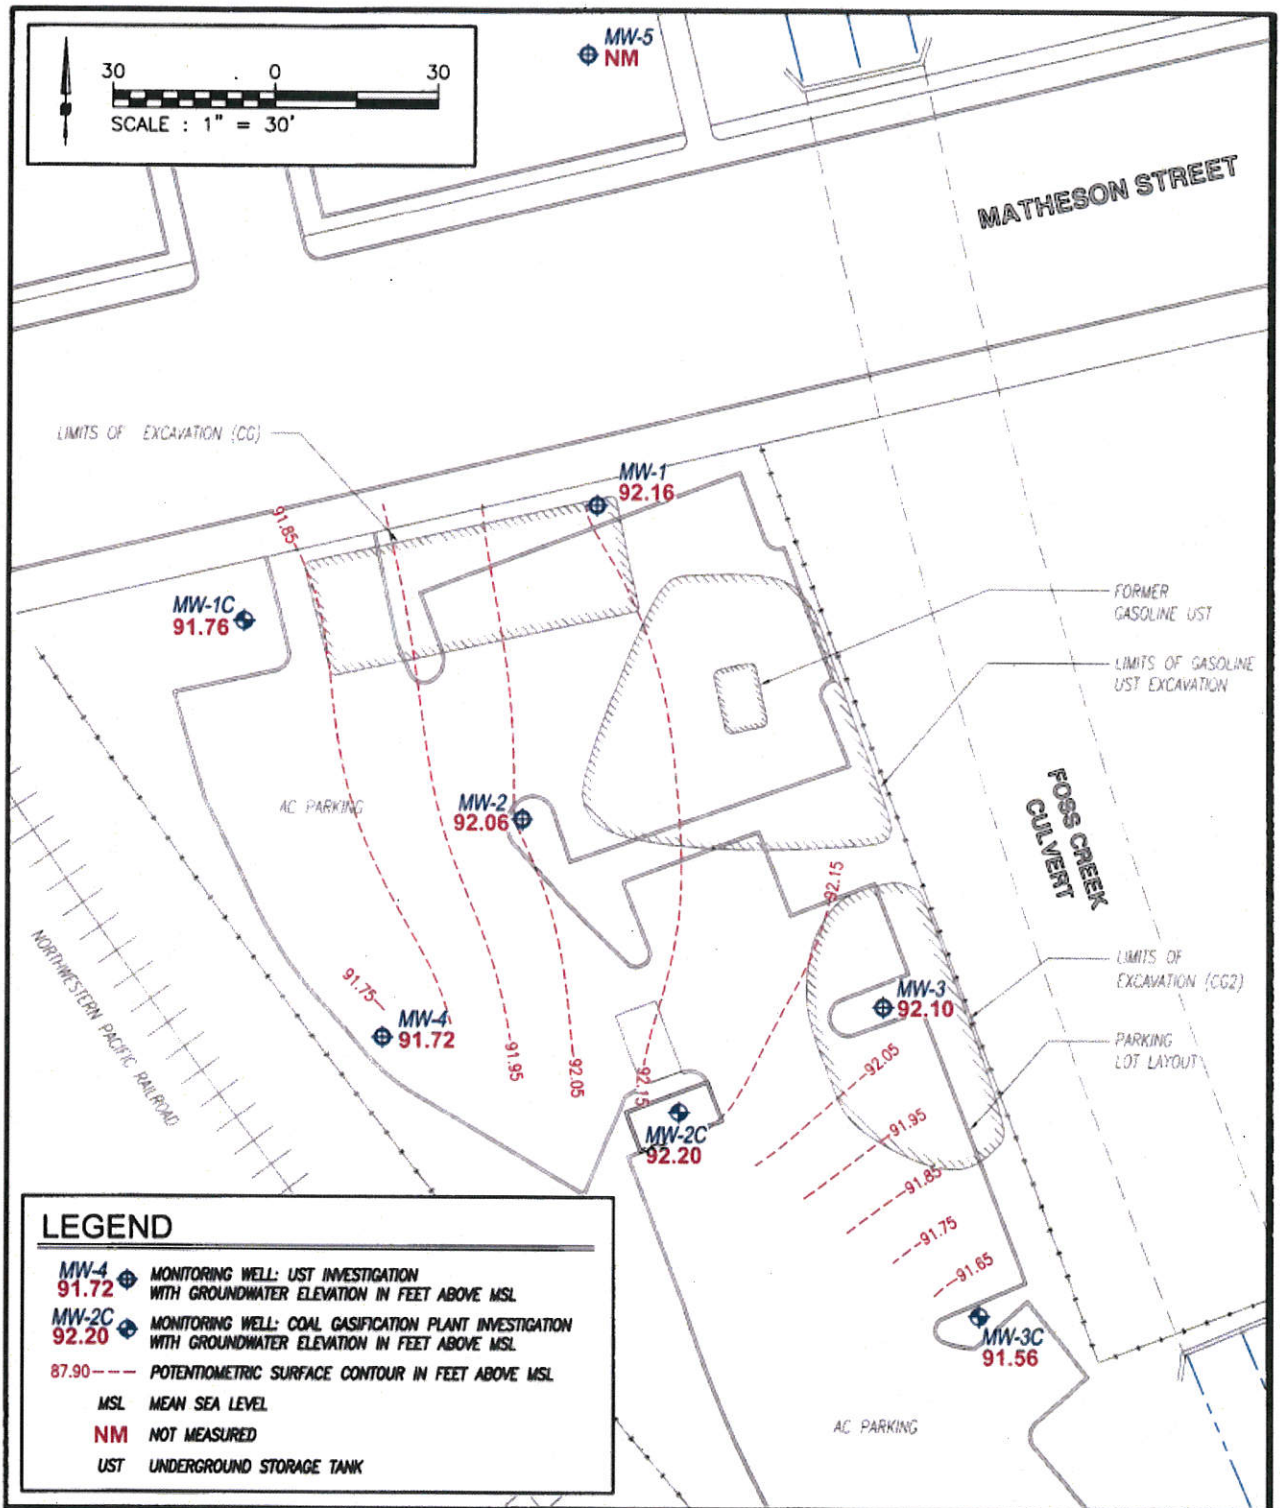 30 0 30
SCALE : 1" = 30'
MW-5
NM
MATHESON STREET
LIMITS OF EXCAVATION (CG)
MW-1
92.16
91.85
MW-1C
91.76
FORMER
GASOLINE UST
LIMITS OF GASOLINE
UST EXCAVATION
AC PARKING
MW-2
92.06
FOSS CREEK
CULVERT
92.15
NORTHWESTERN PACIFIC RAILROAD
LIMITS OF
EXCAVATION (CG2)
91.75
MW-4
91.72
MW-3
92.10
PARKING
LOT LAYOUT
91.95
92.05
92.15
92.05
MW-2C
92.20
91.95
91.85
91.75
91.65
MW-3C
91.56
AC PARKING
LEGEND
MW-4
91.72
MONITORING WELL: UST INVESTIGATION
WITH GROUNDWATER ELEVATION IN FEET ABOVE MSL
MW-2C
92.20
MONITORING WELL: COAL GASIFICATION PLANT INVESTIGATION
WITH GROUNDWATER ELEVATION IN FEET ABOVE MSL
87.90 POTENTIOMETRIC SURFACE CONTOUR IN FEET ABOVE MSL
MSL MEAN SEA LEVEL
NM NOT MEASURED
UST UNDERGROUND STORAGE TANK